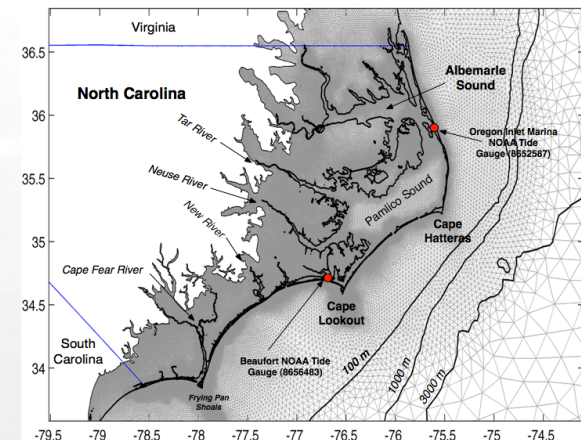 Virginia
36.5
Albemarle
Sound
North Carolina
36
Tar River
Oregon Inlet Marina
NOAA Tide
Gauge (8652587)
35.5
Neuse River
Pamlico Sound
New River
Cape
Hatteras
35
Cape Fear River
34.5
Cape
Lookout
South
Carolina
34
Beaufort NOAA Tide
Gauge (8656483)
100 m
1000 m
3000 m
Frying Pan
Shoals
-79.5 -79 -78.5 -78 -77.5 -77 -76.5 -76 -75.5 -75 -74.5